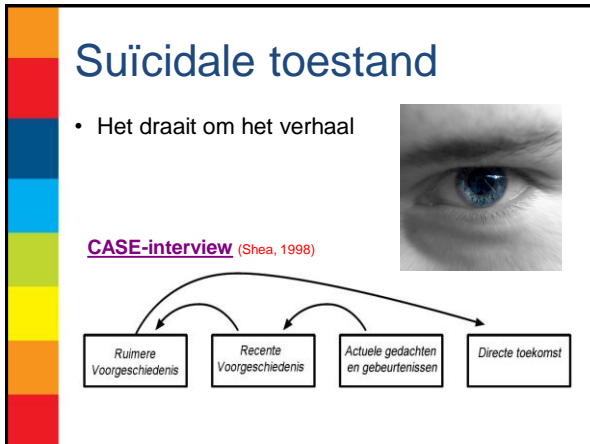 Suïcidale toestand
• Het draait om het verhaal
CASE-interview (Shea, 1998)
Ruimere
Voorgeschiedenis
Recente
Voorgeschiedenis
Actuele gedachten
en gebeurtenissen
Directe toekomst